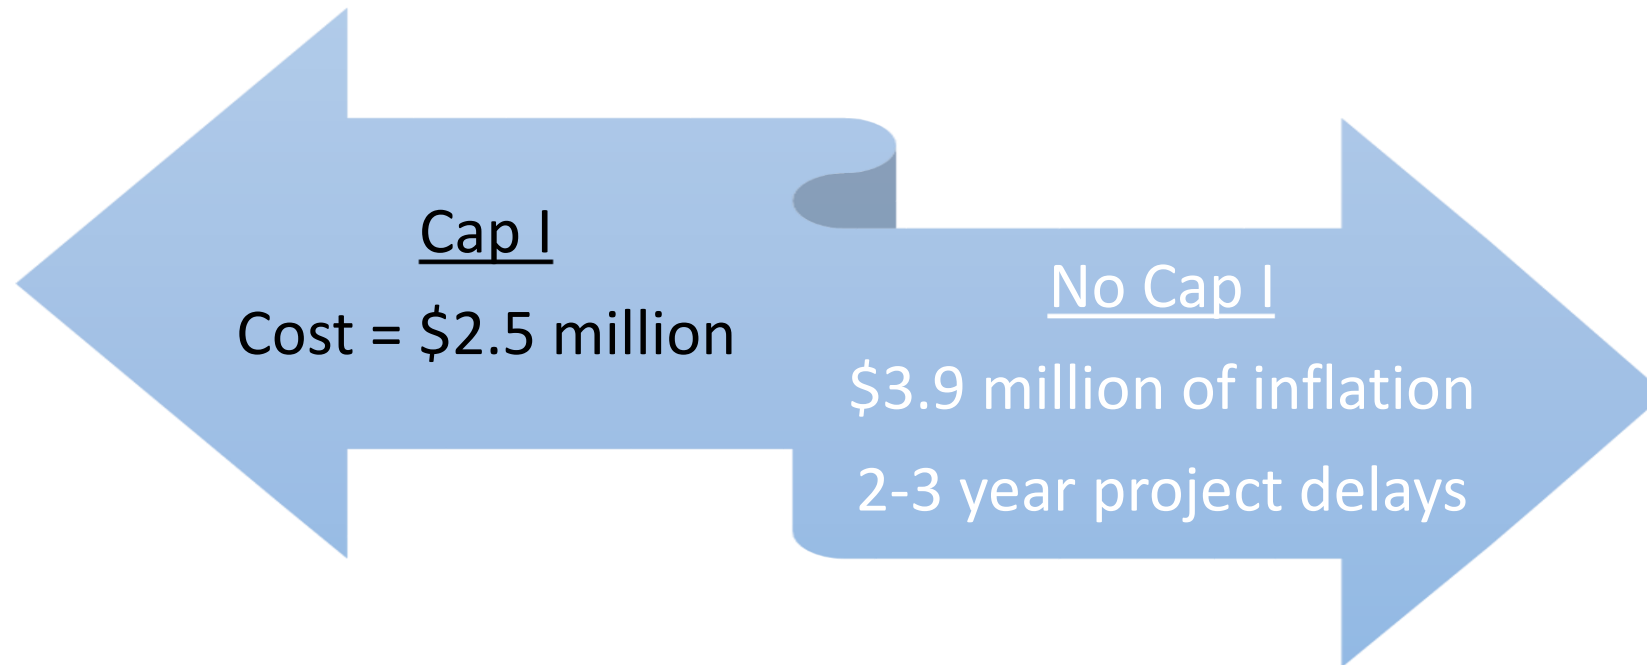 Cap I
Cost = $2.5 million
No Cap I
$3.9 million of inflation
2-3 year project delays